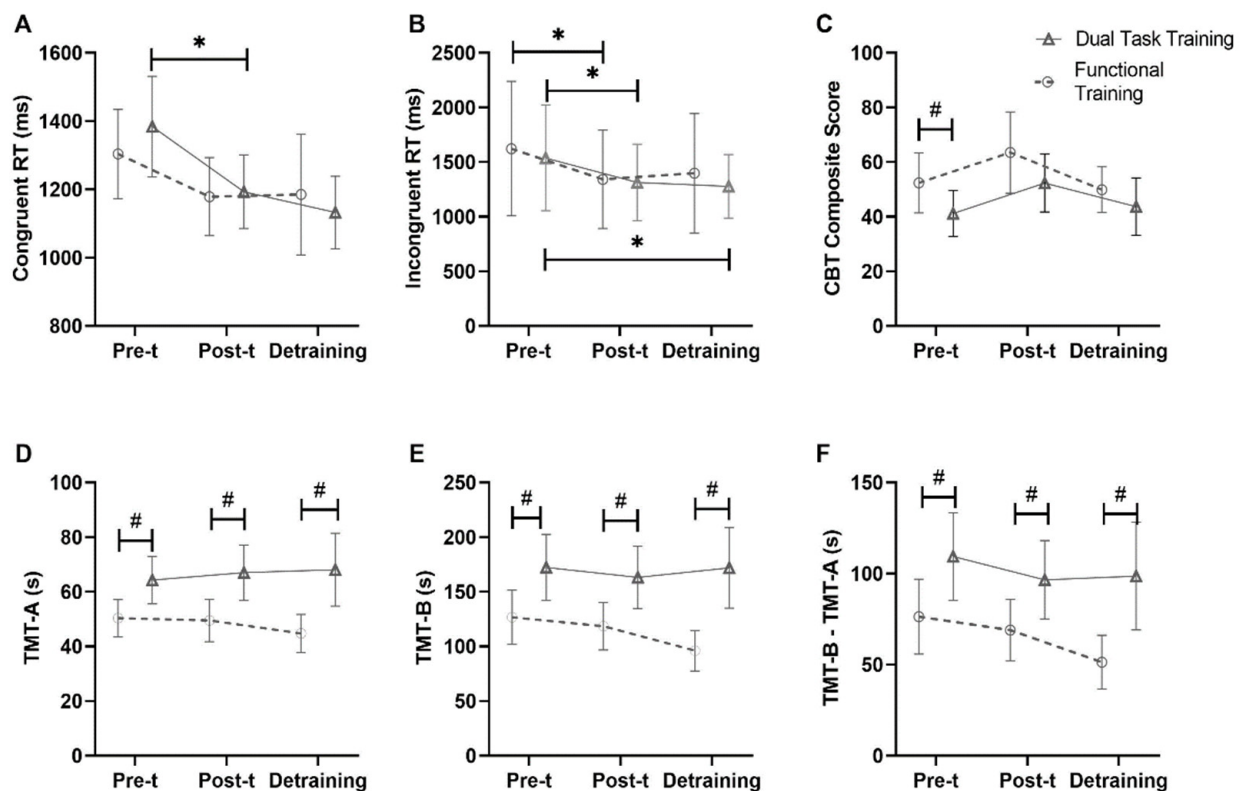 A
Congruent RT (ms)
1600
1400
1200
1000
800
*
Pre-t Post-t Detraining
B
Incongruent RT (ms)
2500
2000
1500
1000
500
0
*
*
*
Pre-t Post-t Detraining
C
CBT Composite Score
100
80
60
40
20
0
#
Dual Task Training
Functional
Training
Pre-t Post-t Detraining
D
TMT-A (s)
100
80
60
40
20
0
# # #
Pre-t Post-t Detraining
E
TMT-B (s)
250
200
150
100
50
0
# # #
Pre-t Post-t Detraining
F
TMT-B - TMT-A (s)
150
100
50
0
# # #
Pre-t Post-t Detraining